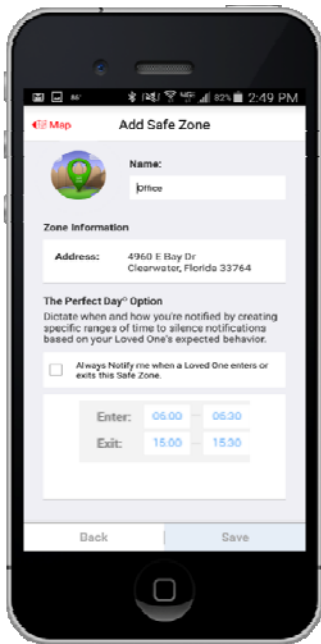 82% 2:49 PM
Map Add Safe Zone
Name:
Office
Zone Information
Address: 4960 E Bay Dr
Clearwater, Florida 33764
The Perfect Day® Option
Dictate when and how you're notified by creating
specific ranges of time to silence notifications
based on your Loved One's expected behavior.
Always Notify me when a Loved One enters or
exits this Safe Zone.
Enter: 06:00 - 06:30
Exit: 15:00 - 15:30
Back Save